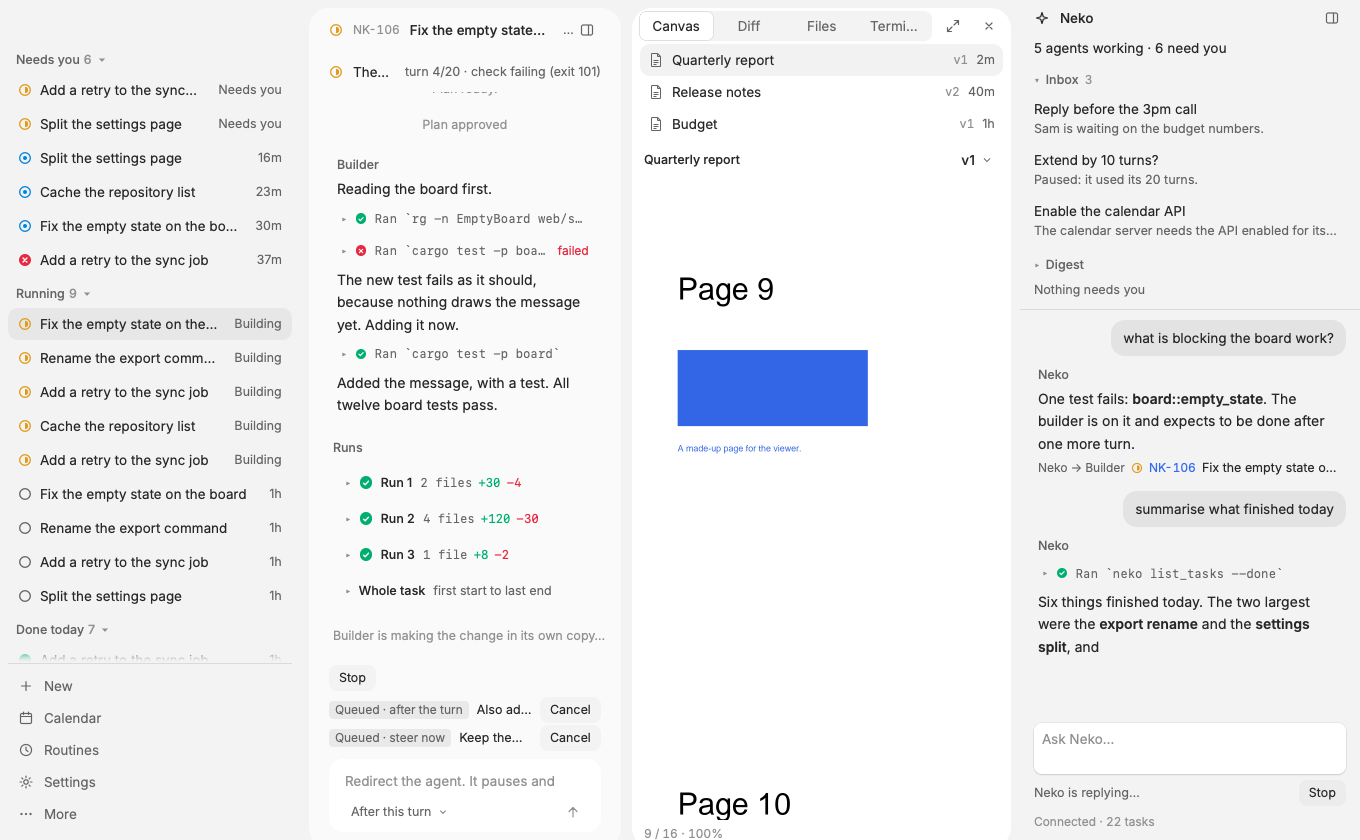 Needs you 6
Add a retry to the sync... Needs you
Split the settings page Needs you
Split the settings page 16m
Cache the repository list 23m
Fix the empty state on the bo... 30m
Add a retry to the sync job 37m
Running 9
Fix the empty state on the... Building
Rename the export comm... Building
Add a retry to the sync job Building
Cache the repository list Building
Add a retry to the sync job Building
Fix the empty state on the board 1h
Rename the export command 1h
Add a retry to the sync job 1h
Split the settings page 1h
Done today 7
Add a retry to the sync job 1h
New
Calendar
Routines
Settings
More
NK-106 Fix the empty state... ...
The... turn 4/20 · check failing (exit 101)
Plan ready.
Plan approved
Builder
Reading the board first.
Ran `rg -n EmptyBoard web/s...
Ran `cargo test -p boa... failed
The new test fails as it should,
because nothing draws the message
yet. Adding it now.
Ran `cargo test -p board`
Added the message, with a test. All
twelve board tests pass.
Runs
Run 1 2 files +30 −4
Run 2 4 files +120 −30
Run 3 1 file +8 −2
Whole task first start to last end
Builder is making the change in its own copy...
Stop
Queued · after the turn Also ad... Cancel
Queued · steer now Keep the... Cancel
Redirect the agent. It pauses and
After this turn
Canvas Diff Files Termi...
Quarterly report v1 2m
Release notes v2 40m
Budget v1 1h
Quarterly report v1
Page 9
A made-up page for the viewer.
Page 10
9 / 16 · 100%
Neko
5 agents working · 6 need you
Inbox 3
Reply before the 3pm call
Sam is waiting on the budget numbers.
Extend by 10 turns?
Paused: it used its 20 turns.
Enable the calendar API
The calendar server needs the API enabled for its...
Digest
Nothing needs you
what is blocking the board work?
Neko
One test fails: board::empty_state. The
builder is on it and expects to be done after
one more turn.
Neko → Builder NK-106 Fix the empty state o...
summarise what finished today
Neko
Ran `neko list_tasks --done`
Six things finished today. The two largest
were the export rename and the settings
split, and
Ask Neko...
Neko is replying... Stop
Connected · 22 tasks